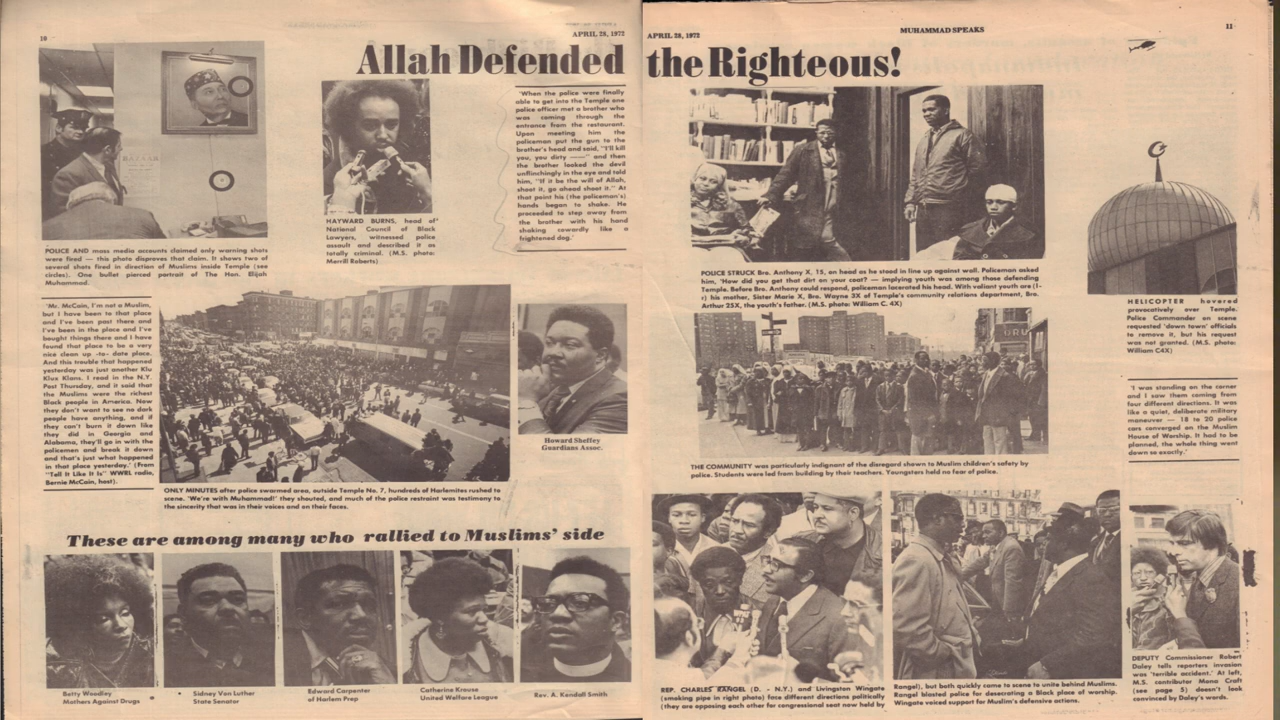 10
APRIL 28, 1972
Allah Defended
POLICE AND mass media accounts claimed only warning shots
were fired — this photo disproves that claim. It shows two of
several shots fired in direction of Muslims inside Temple (see
circles). One bullet pierced portrait of The Hon. Elijah
Muhammad.
HAYWARD BURNS, head of
National Council of Black
Lawyers, witnessed police
assault and described it as
totally criminal. (M.S. photo:
Merrill Roberts)
'When the police were finally
able to get into the Temple one
police officer met a brother who
was coming through the
entrance from the restaurant.
Upon meeting him the
policeman put the gun to the
brother's head and said, "I'll kill
you, you dirty ——" and then
the brother looked the devil
unflinchingly in the eye and told
him, "If it be the will of Allah,
shoot it, go ahead shoot it." At
that point his (the policeman's)
hands began to shake. He
proceeded to step away from
the brother with his hand
shaking cowardly like a
frightened dog.'
'Mr. McCain, I'm not a Muslim,
but I have been to that place
and I've been past there and
I've been in the place and I've
bought things there and I have
found that place to be a very
nice clean up -to- date place.
And this trouble that happened
yesterday was just another Klu
Klux Klans. I read in the N.Y.
Post Thursday, and it said that
the Muslims were the richest
Black people in America. Now
they don't want to see no dark
people have anything, and if
they can't burn it down like
they did in Georgia and
Alabama, they'll go in with the
policemen and break it down
and that's just what happened
in that place yesterday.' (From
"Tell It Like It Is" WWRL radio,
Bernie McCain, host).
Howard Sheffey
Guardians Assoc.
ONLY MINUTES after police swarmed area, outside Temple No. 7, hundreds of Harlemites rushed to
scene. 'We're with Muhammad!' they shouted, and much of the police restraint was testimony to
the sincerity that was in their voices and on their faces.
These are among many who rallied to Muslims' side
Betty Woodley
Mothers Against Drugs
Sidney Von Luther
State Senator
Edward Carpenter
of Harlem Prep
Catherine Krouse
United Welfare League
Rev. A. Kendall Smith
APRIL 28, 1972
MUHAMMAD SPEAKS
11
the Righteous!
POLICE STRUCK Bro. Anthony X, 15, on head as he stood in line up against wall. Policeman asked
him, 'How did you get that dirt on your coat? — implying youth was among those defending
Temple. Before Bro. Anthony could respond, policeman lacerated his head. With valiant youth are (l-
r) his mother, Sister Marie X, Bro. Wayne 3X of Temple's community relations department, Bro.
Arthur 25X, the youth's father. (M.S. photo: William C. 4X)
HELICOPTER hovered
provocatively over Temple.
Police Commander on scene
requested 'down town' officials
to remove it, but his request
was not granted. (M.S. photo:
William C4X)
DRU
THE COMMUNITY was particularly indignant of the disregard shown to Muslim children's safety by
police. Students were led from building by their teachers. Youngsters held no fear of police.
'I was standing on the corner
and I saw them coming from
four different directions. It was
like a quiet, deliberate military
maneuver — 18 to 20 police
cars converged on the Muslim
House of Worship. It had to be
planned, the whole thing went
down so exactly.'
REP. CHARLES RANGEL (D. - N.Y.) and Livingston Wingate
(smoking pipe in right photo) face different directions politically
(they are opposing each other for congressional seat now held by
Rangel), but both quickly came to scene to unite behind Muslims.
Rangel blasted police for desecrating a Black place of worship.
Wingate voiced support for Muslim's defensive actions.
DEPUTY Commissioner Robert
Daley tells reporters invasion
was 'terrible accident.' At left,
M.S. contributor Mona Craft
(see page 5) doesn't look
convinced by Daley's words.